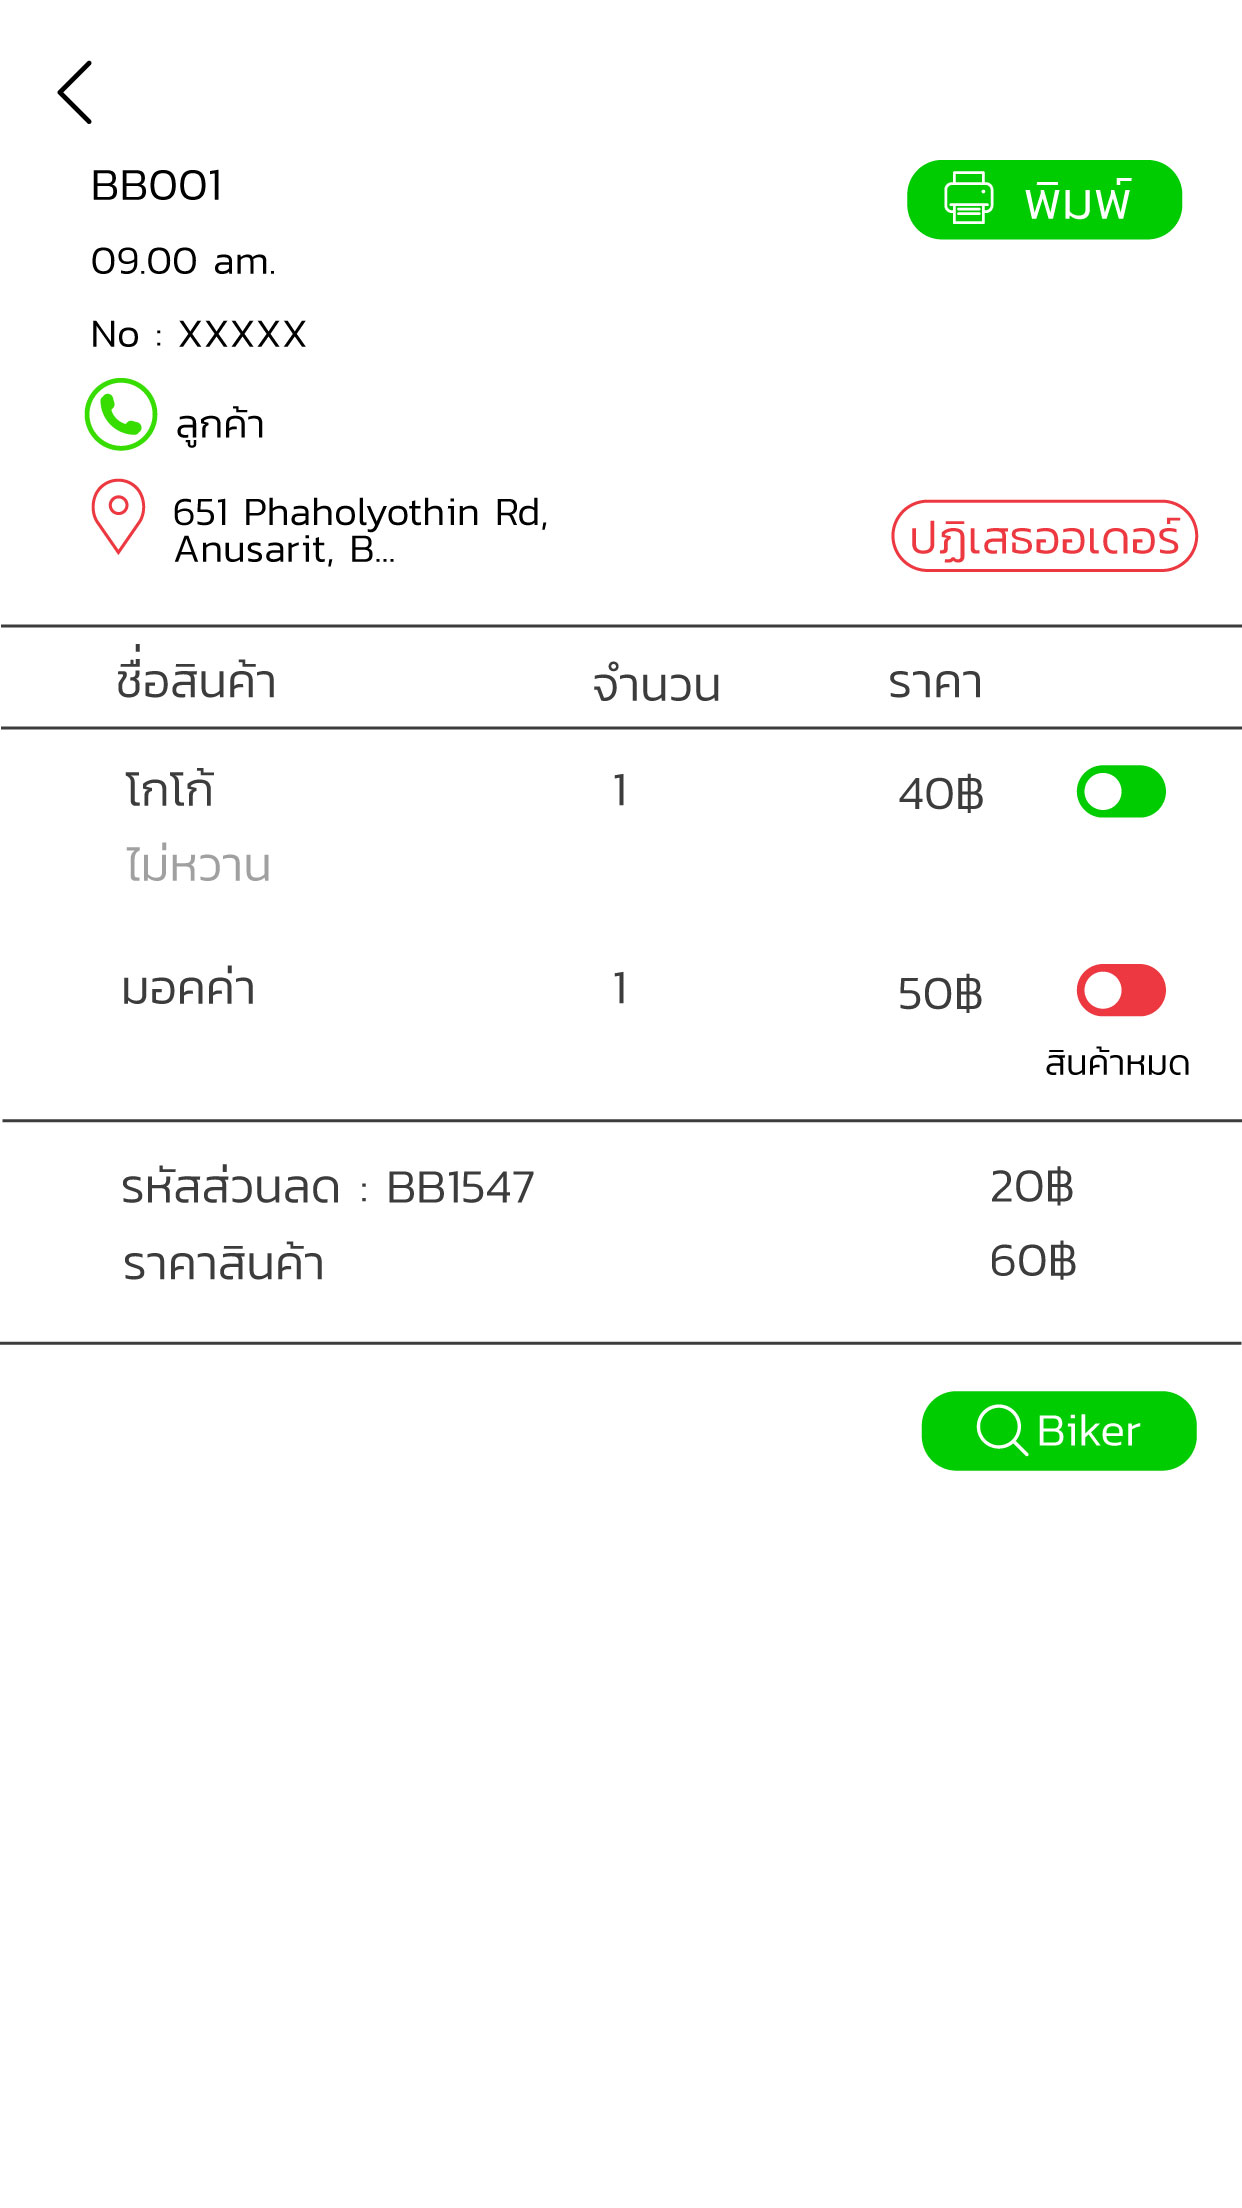 BB001
พิมพ์
09.00 am.
No : XXXXX
ลูกค้า
651 Phaholyothin Rd,
Anusarit, B...
ปฏิเสธออเดอร์
ชื่อสินค้า จำนวน ราคา
โกโก้ 1 40฿
ไม่หวาน
มอคค่า 1 50฿
สินค้าหมด
รหัสส่วนลด : BB1547 20฿
ราคาสินค้า 60฿
Biker